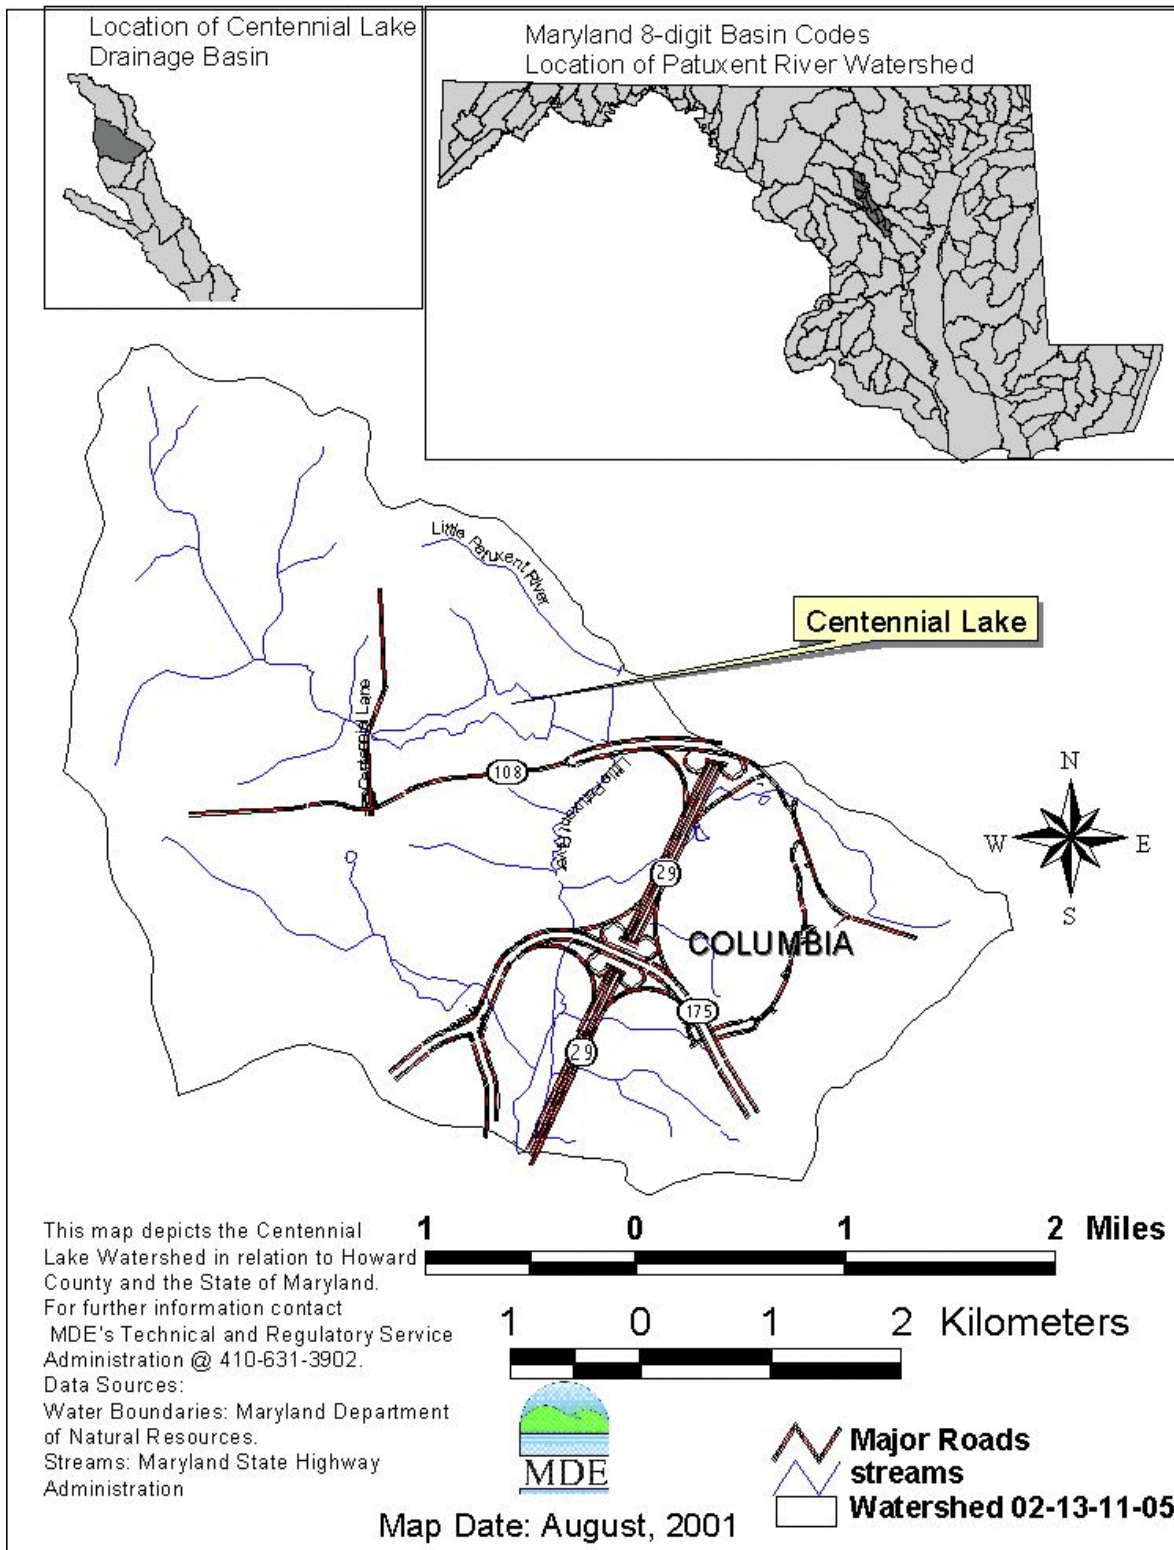 Location of Centennial Lake
Drainage Basin
Maryland 8-digit Basin Codes
Location of Patuxent River Watershed
Little Patuxent River
Centennial Lake
Centennial Lane
108
Little Patuxent River
29
COLUMBIA
175
29
N
W
E
S
This map depicts the Centennial
Lake Watershed in relation to Howard
County and the State of Maryland.
For further information contact
MDE's Technical and Regulatory Service
Administration @ 410-631-3902.
Data Sources:
Water Boundaries: Maryland Department
of Natural Resources.
Streams: Maryland State Highway
Administration
1 0 1 2 Miles
1 0 1 2 Kilometers
MDE
Major Roads
streams
Watershed 02-13-11-05
Map Date: August, 2001